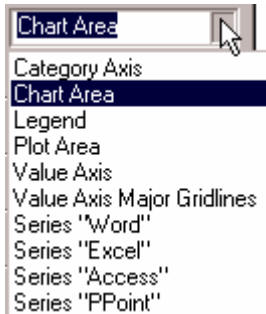 Chart Area
Category Axis
Chart Area
Legend
Plot Area
Value Axis
Value Axis Major Gridlines
Series "Word"
Series "Excel"
Series "Access"
Series "PPoint"